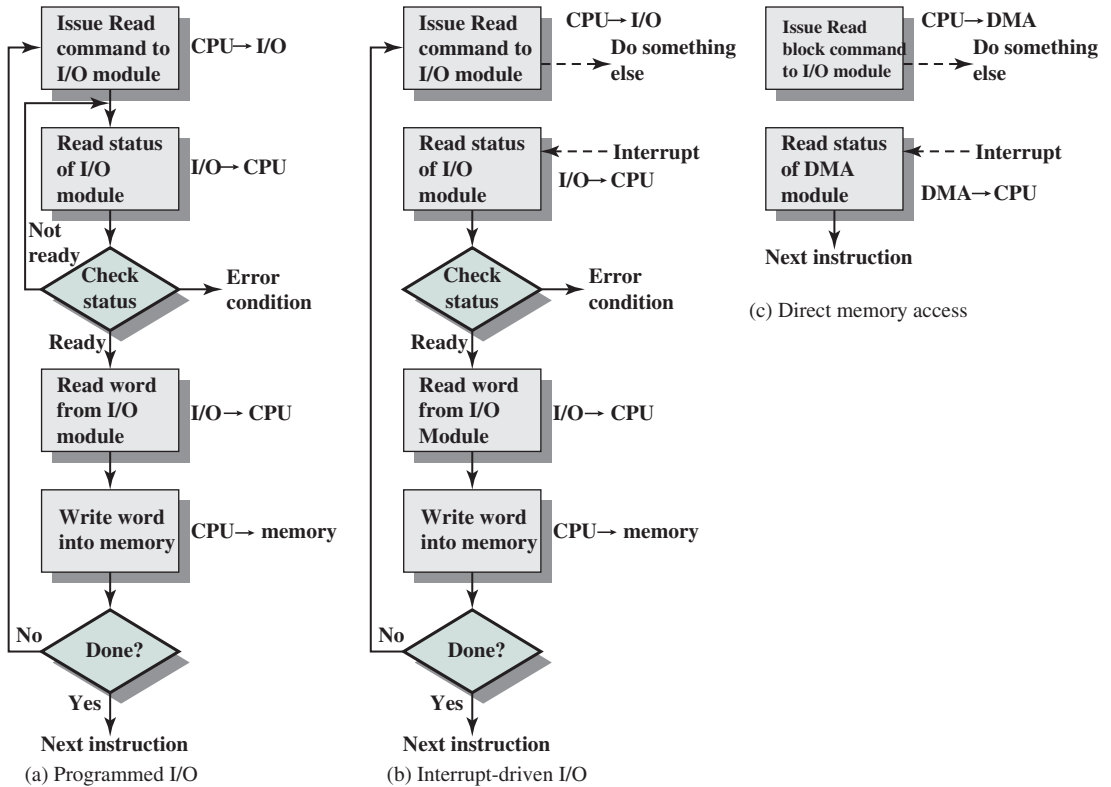 Issue Read
command to
I/O module
CPU → I/O
Read status
of I/O
module
I/O → CPU
Not
ready
Check
status
Error
condition
Ready
Read word
from I/O
module
I/O → CPU
Write word
into memory
CPU → memory
No
Done?
Yes
Next instruction
(a) Programmed I/O
Issue Read
command to
I/O module
CPU → I/O
Do something
else
Read status
of I/O
module
Interrupt
I/O → CPU
Check
status
Error
condition
Ready
Read word
from I/O
Module
I/O → CPU
Write word
into memory
CPU → memory
No
Done?
Yes
Next instruction
(b) Interrupt-driven I/O
Issue Read
block command
to I/O module
CPU → DMA
Do something
else
Read status
of DMA
module
Interrupt
DMA → CPU
Next instruction
(c) Direct memory access